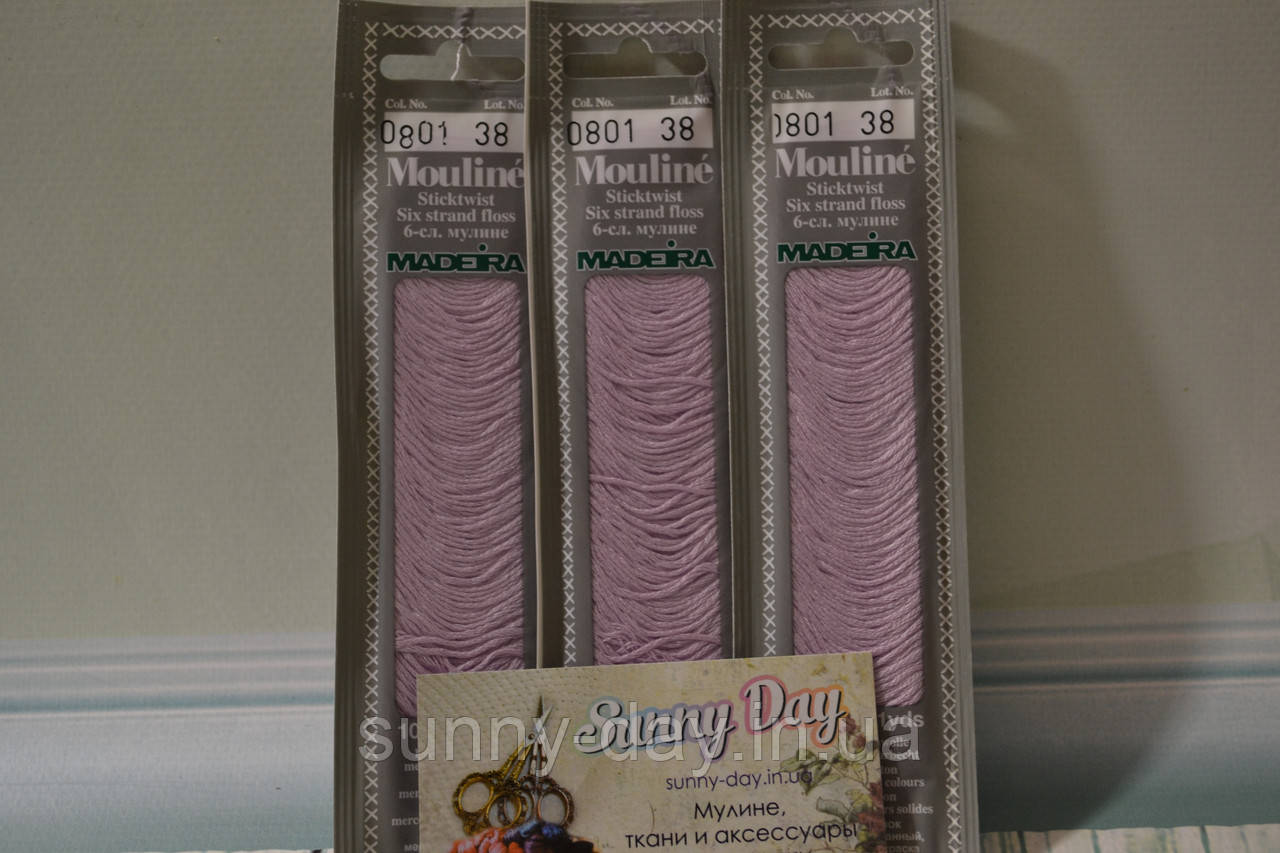 Col. No. Lot. No.
0801 38
Mouliné
Sticktwist
Six strand floss
6-сл. мулине
MADEIRA
Col. No. Lot. No.
0801 38
Mouliné
Sticktwist
Six strand floss
6-сл. мулине
MADEIRA
Col. No. Lot. No.
0801 38
Mouliné
Sticktwist
Six strand floss
6-сл. мулине
MADEIRA
Sunny Day
sunny-day.in.ua
Мулине,
ткани и аксессуары
sunny-day.in.ua
yds
colours
solides